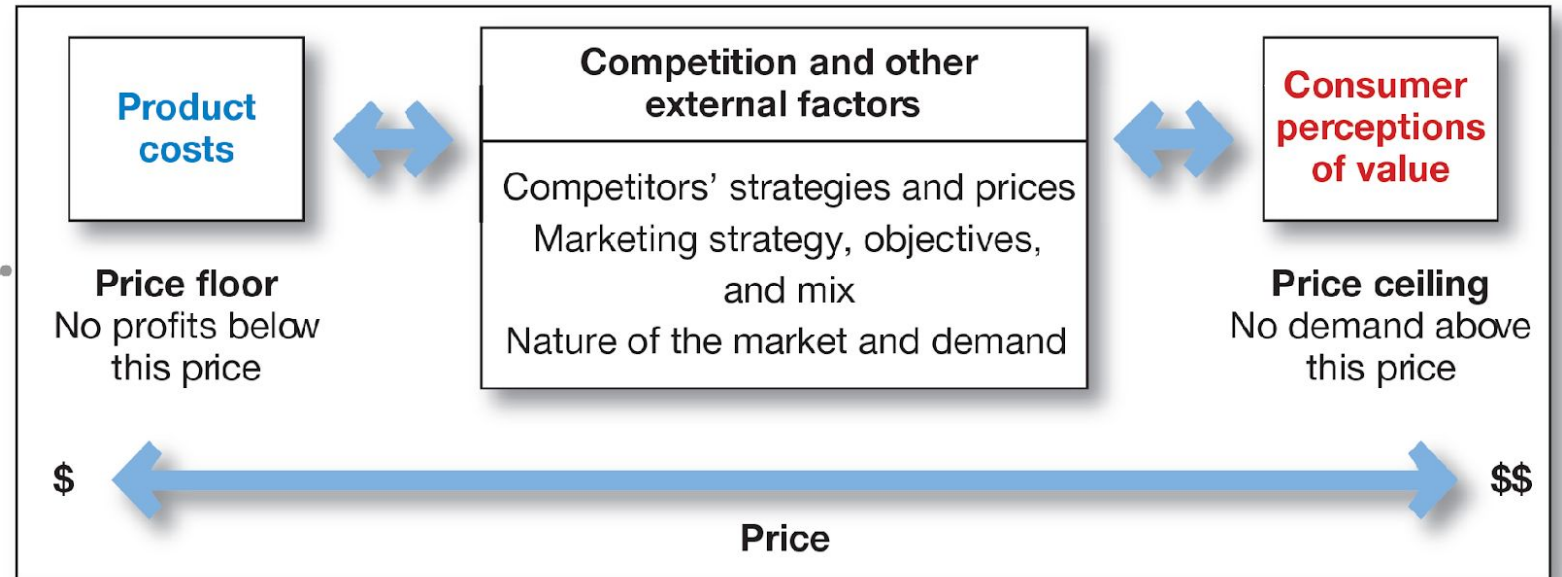 Product
costs
Price floor
No profits below
this price
Competition and other
external factors
Competitors’ strategies and prices
Marketing strategy, objectives,
and mix
Nature of the market and demand
Consumer
perceptions
of value
Price ceiling
No demand above
this price
$
$$
Price